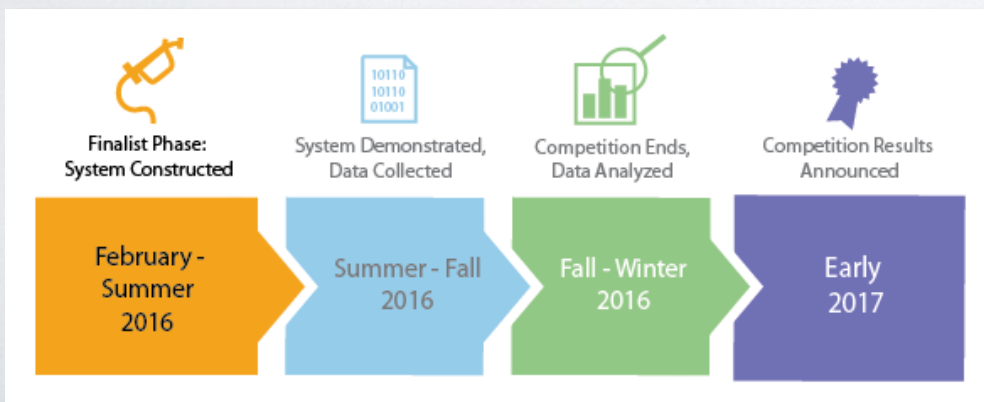 10110
10110
01001
Finalist Phase:
System Constructed
System Demonstrated,
Data Collected
Competition Ends,
Data Analyzed
Competition Results
Announced
February -
Summer
2016
Summer - Fall
2016
Fall - Winter
2016
Early
2017